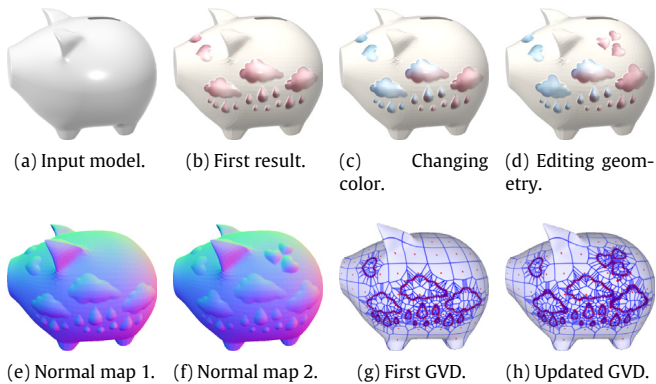 (a) Input model.
(b) First result.
(c) Changing
color.
(d) Editing geom-
etry.
(e) Normal map 1.
(f) Normal map 2.
(g) First GVD.
(h) Updated GVD.